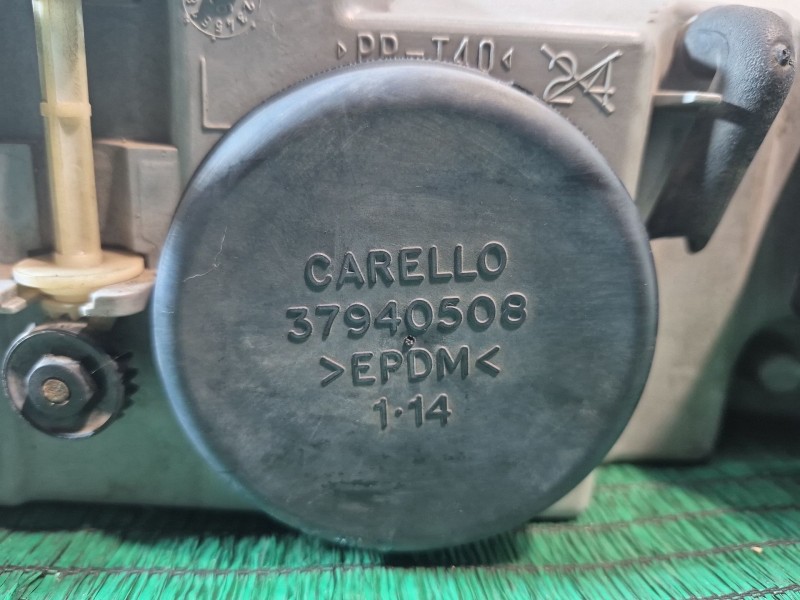 >PP-T40<
24
CARELLO
37940508
>EPDM<
1·14